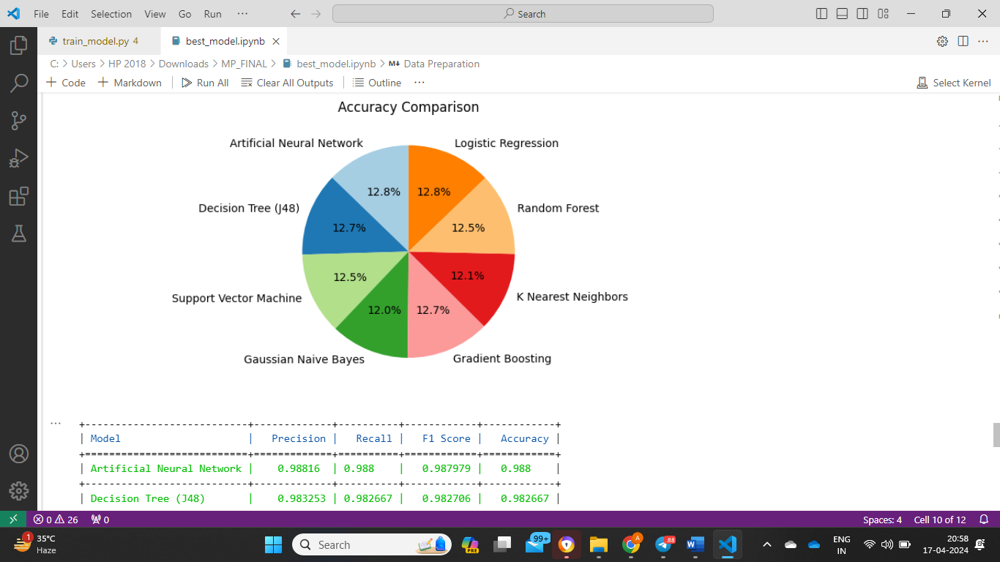 File Edit Selection View Go Run ··· Search
train_model.py 4 best_model.ipynb
C: > Users > HP 2018 > Downloads > MP_FINAL > best_model.ipynb > M↓ Data Preparation
+ Code + Markdown Run All Clear All Outputs Outline ··· Select Kernel
Accuracy Comparison
Artificial Neural Network Logistic Regression
12.8% 12.8%
Decision Tree (J48) Random Forest
12.7% 12.5%
12.5% 12.1%
Support Vector Machine K Nearest Neighbors
12.0% 12.7%
Gaussian Naive Bayes Gradient Boosting
···
+---------------------------+-------------+----------+------------+------------+
| Model | Precision | Recall | F1 Score | Accuracy |
+===========================+=============+==========+============+============+
| Artificial Neural Network | 0.98816 | 0.988 | 0.987979 | 0.988 |
+---------------------------+-------------+----------+------------+------------+
| Decision Tree (J48) | 0.983253 | 0.982667 | 0.982706 | 0.982667 |
0 26 0 Spaces: 4 Cell 10 of 12
1 35°C Search PRE 99+ A 88 W ENG 20:58
Haze IN 17-04-2024